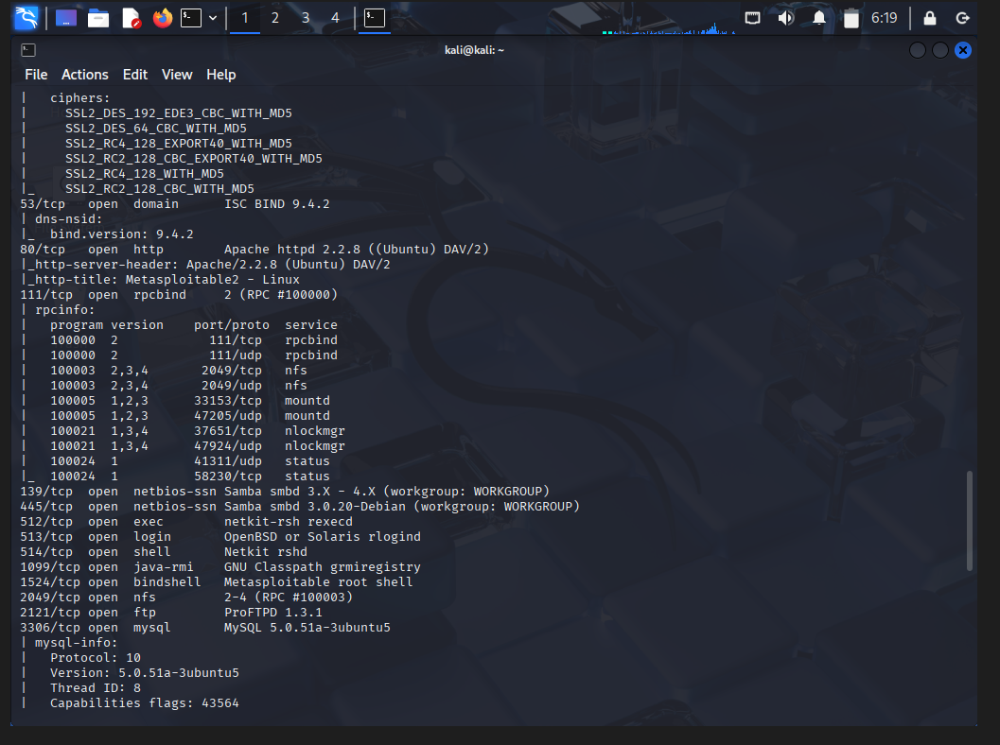 1 2 3 4 6:19
kali@kali: ~
File Actions Edit View Help
|   ciphers:
|     SSL2_DES_192_EDE3_CBC_WITH_MD5
|     SSL2_DES_64_CBC_WITH_MD5
|     SSL2_RC4_128_EXPORT40_WITH_MD5
|     SSL2_RC2_128_CBC_EXPORT40_WITH_MD5
|     SSL2_RC4_128_WITH_MD5
|_    SSL2_RC2_128_CBC_WITH_MD5
53/tcp   open  domain      ISC BIND 9.4.2
| dns-nsid:
|_  bind.version: 9.4.2
80/tcp   open  http        Apache httpd 2.2.8 ((Ubuntu) DAV/2)
|_http-server-header: Apache/2.2.8 (Ubuntu) DAV/2
|_http-title: Metasploitable2 - Linux
111/tcp  open  rpcbind     2 (RPC #100000)
| rpcinfo:
|   program version    port/proto  service
|   100000  2            111/tcp   rpcbind
|   100000  2            111/udp   rpcbind
|   100003  2,3,4       2049/tcp   nfs
|   100003  2,3,4       2049/udp   nfs
|   100005  1,2,3      33153/tcp   mountd
|   100005  1,2,3      47205/udp   mountd
|   100021  1,3,4      37651/tcp   nlockmgr
|   100021  1,3,4      47924/udp   nlockmgr
|   100024  1          41311/udp   status
|_  100024  1          58230/tcp   status
139/tcp  open  netbios-ssn Samba smbd 3.X - 4.X (workgroup: WORKGROUP)
445/tcp  open  netbios-ssn Samba smbd 3.0.20-Debian (workgroup: WORKGROUP)
512/tcp  open  exec        netkit-rsh rexecd
513/tcp  open  login       OpenBSD or Solaris rlogind
514/tcp  open  shell       Netkit rshd
1099/tcp open  java-rmi    GNU Classpath grmiregistry
1524/tcp open  bindshell   Metasploitable root shell
2049/tcp open  nfs         2-4 (RPC #100003)
2121/tcp open  ftp         ProFTPD 1.3.1
3306/tcp open  mysql       MySQL 5.0.51a-3ubuntu5
| mysql-info:
|   Protocol: 10
|   Version: 5.0.51a-3ubuntu5
|   Thread ID: 8
|   Capabilities flags: 43564